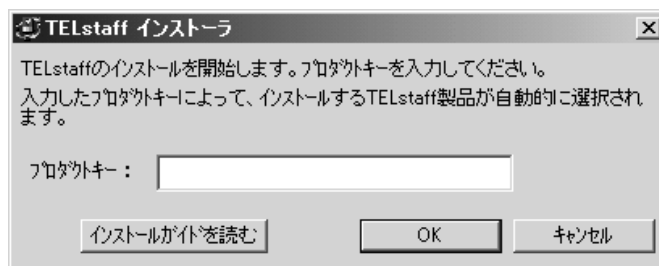 TELstaff インストーラ
TELstaffのインストールを開始します。プロダクトキーを入力してください。
入力したプロダクトキーによって、インストールするTELstaff製品が自動的に選択され
ます。
プロダクトキー：
インストールガイドを読む
OK
キャンセル